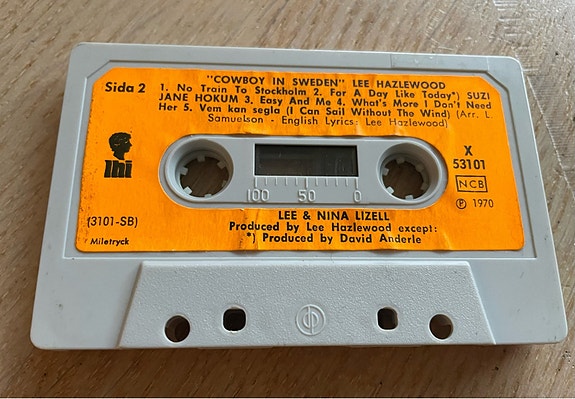 Sida 2
"COWBOY IN SWEDEN" LEE HAZLEWOOD
1. No Train To Stockholm 2. For A Day Like Today*) SUZI
JANE HOKUM 3. Easy And Me 4. What's More I Don't Need
Her 5. Vem kan segla (I Can Sail Without The Wind) (Arr. L.
Samuelson - English Lyrics: Lee Hazlewood)
lhi
X
53101
NCB
100 50 0
Ⓟ 1970
(3101-SB)
LEE & NINA LIZELL
Produced by Lee Hazlewood except:
*) Produced by David Anderle
Miletryck